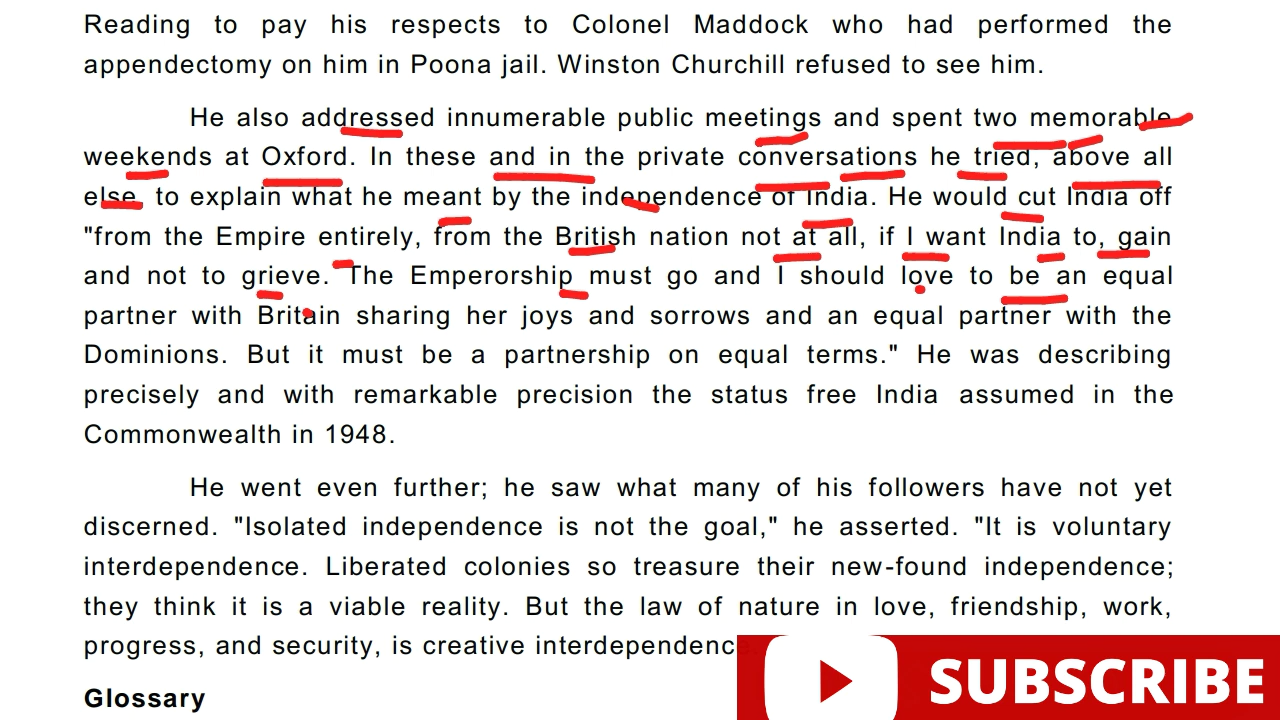 Reading to pay his respects to Colonel Maddock who had performed the
appendectomy on him in Poona jail. Winston Churchill refused to see him.
He also addressed innumerable public meetings and spent two memorable
weekends at Oxford. In these and in the private conversations he tried, above all
else, to explain what he meant by the independence of India. He would cut India off
"from the Empire entirely, from the British nation not at all, if I want India to, gain
and not to grieve. The Emperorship must go and I should love to be an equal
partner with Britain sharing her joys and sorrows and an equal partner with the
Dominions. But it must be a partnership on equal terms." He was describing
precisely and with remarkable precision the status free India assumed in the
Commonwealth in 1948.
He went even further; he saw what many of his followers have not yet
discerned. "Isolated independence is not the goal," he asserted. "It is voluntary
interdependence. Liberated colonies so treasure their new-found independence;
they think it is a viable reality. But the law of nature in love, friendship, work,
progress, and security, is creative interdependence
Glossary
SUBSCRIBE